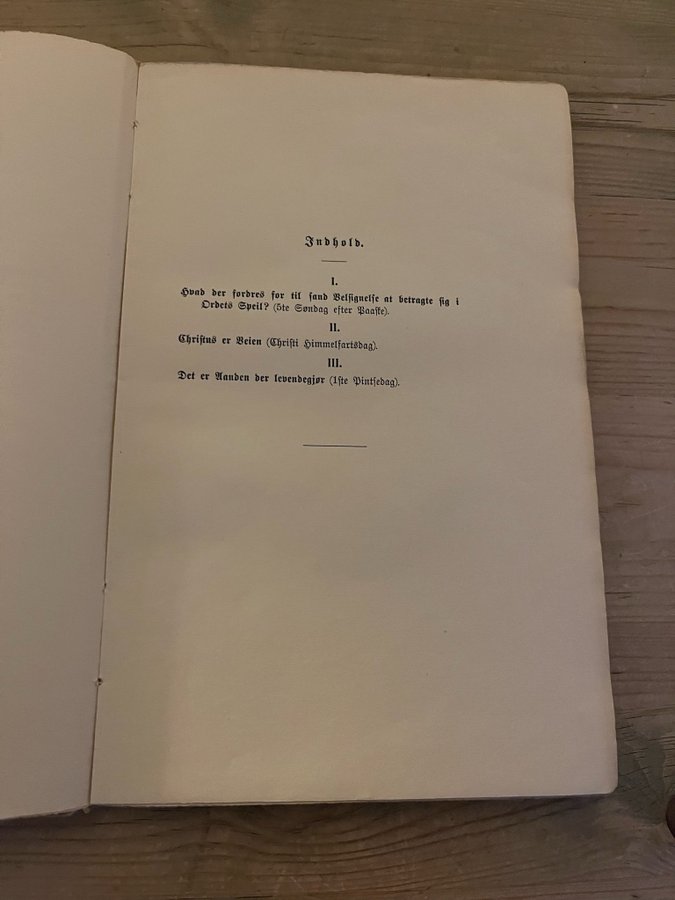 Indhold.
I.
Hvad der fordres for til sand Velsignelse at betragte sig i
Ordets Speil? (5te Søndag efter Paaske).
II.
Christus er Veien (Christi Himmelfartsdag).
III.
Det er Aanden der levendegjør (1ste Pintsedag).